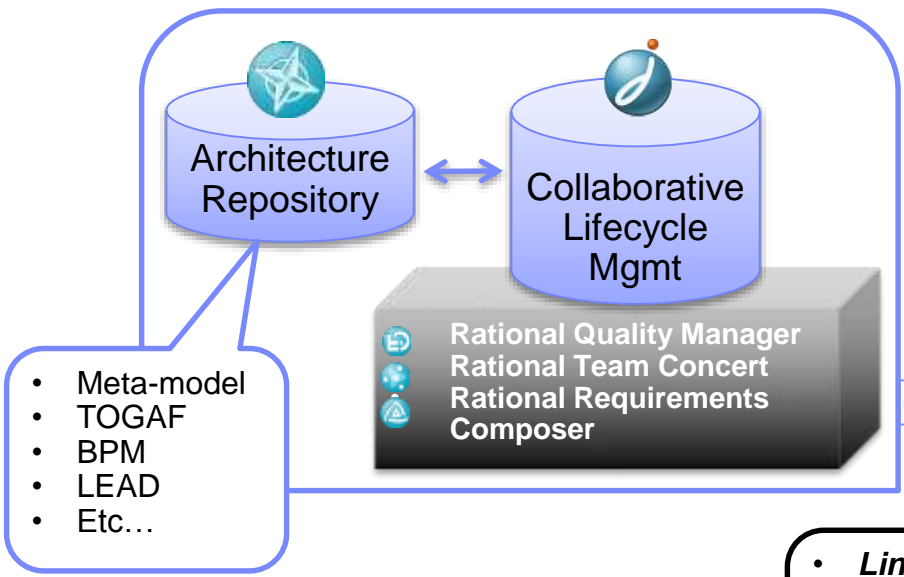 Architecture
Repository
Collaborative
Lifecycle
Mgmt
Rational Quality Manager
Rational Team Concert
Rational Requirements
Composer
• Meta-model
• TOGAF
• BPM
• LEAD
• Etc…
•